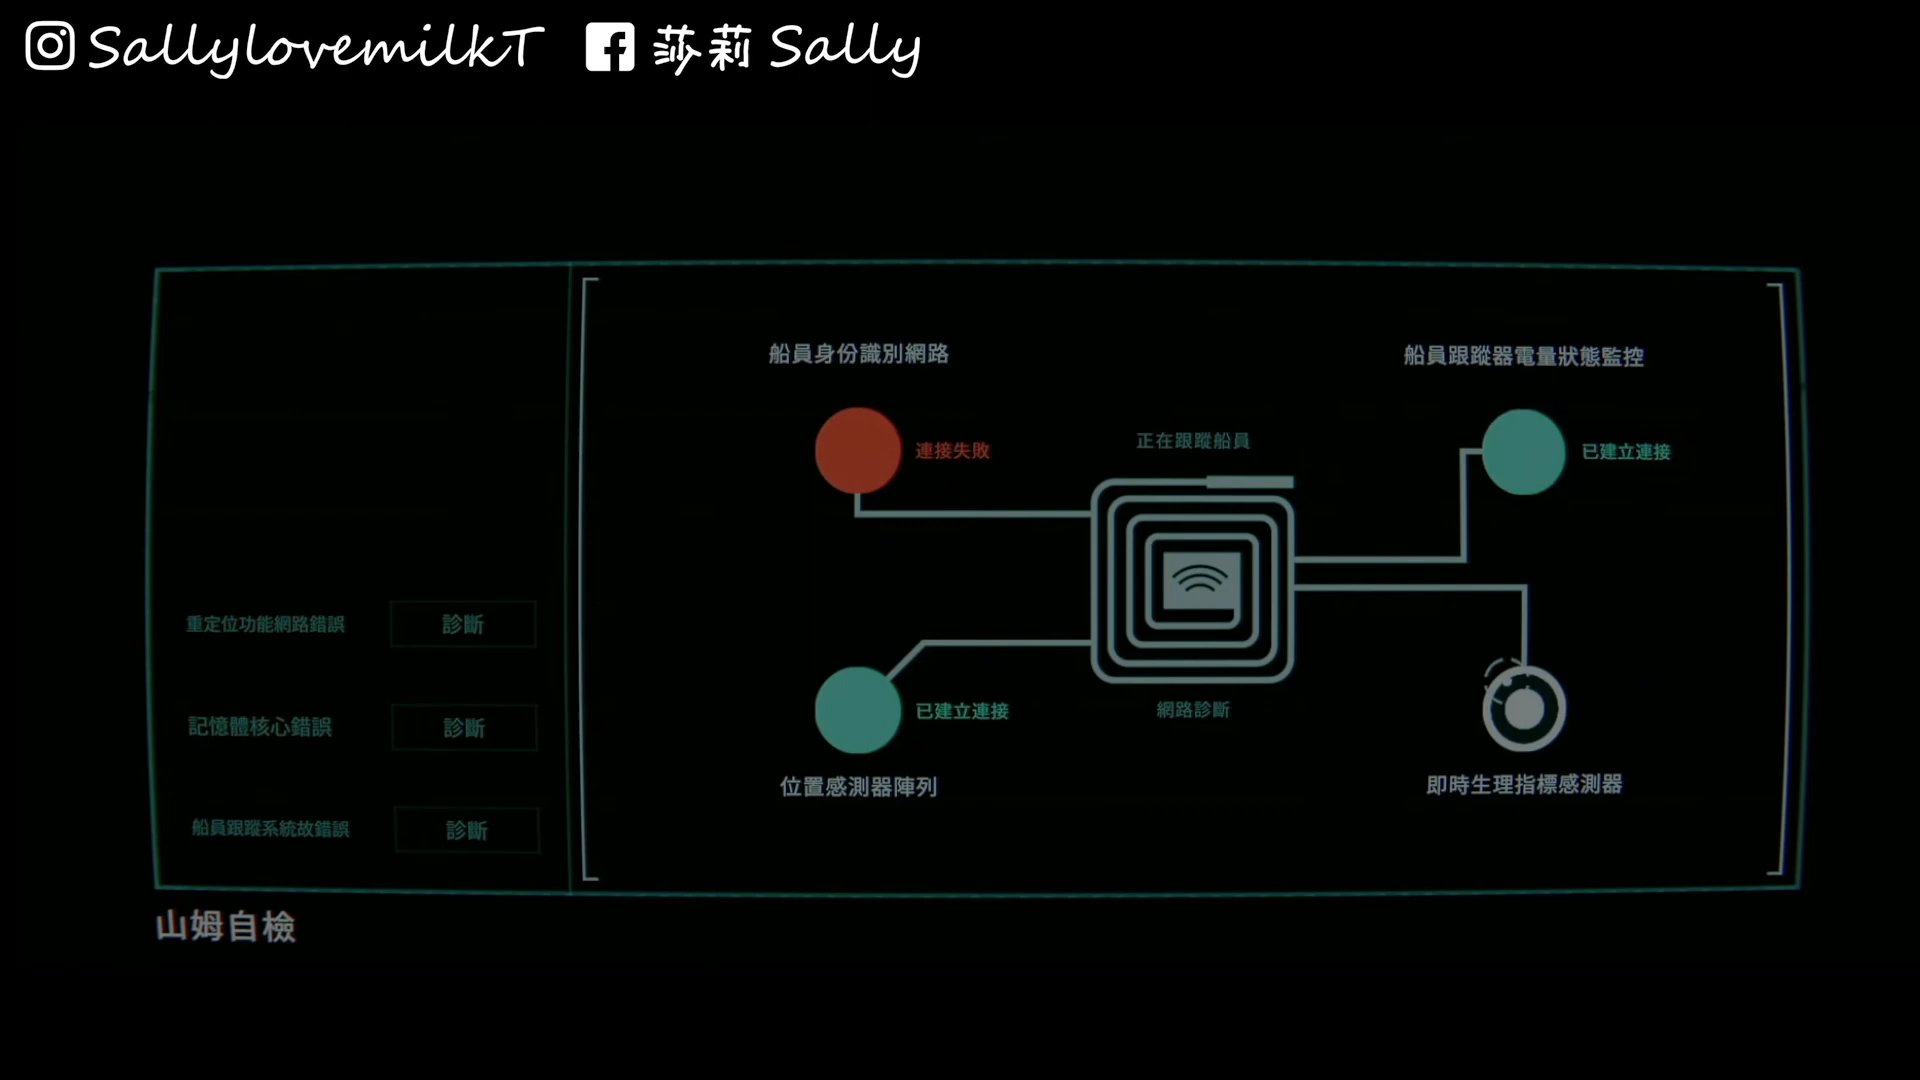 SallylovemilkT 莎莉 Sally
船員身份識別網路
船員跟蹤器電量狀態監控
連接失敗
正在跟蹤船員
已建立連接
重定位功能網路錯誤 診斷
記憶體核心錯誤 診斷
船員跟蹤系統故錯誤 診斷
已建立連接
網路診斷
位置感測器陣列
即時生理指標感測器
山姆自檢